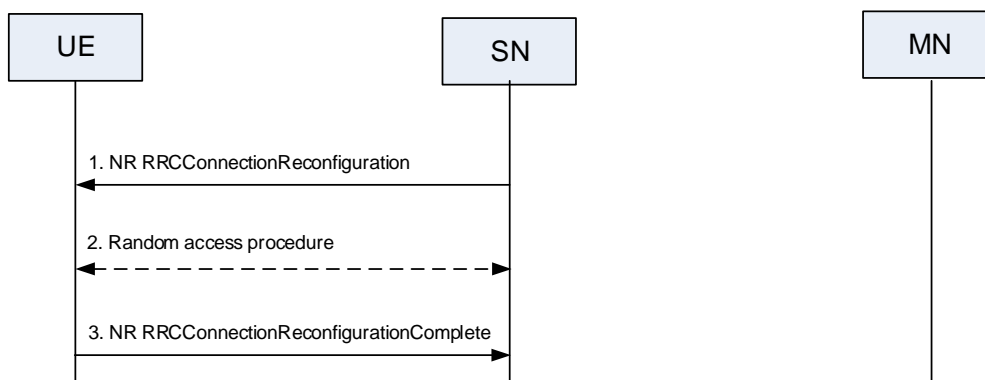 UE
SN
MN
1. NR RRCConnectionReconfiguration
2. Random access procedure
3. NR RRCConnectionReconfigurationComplete